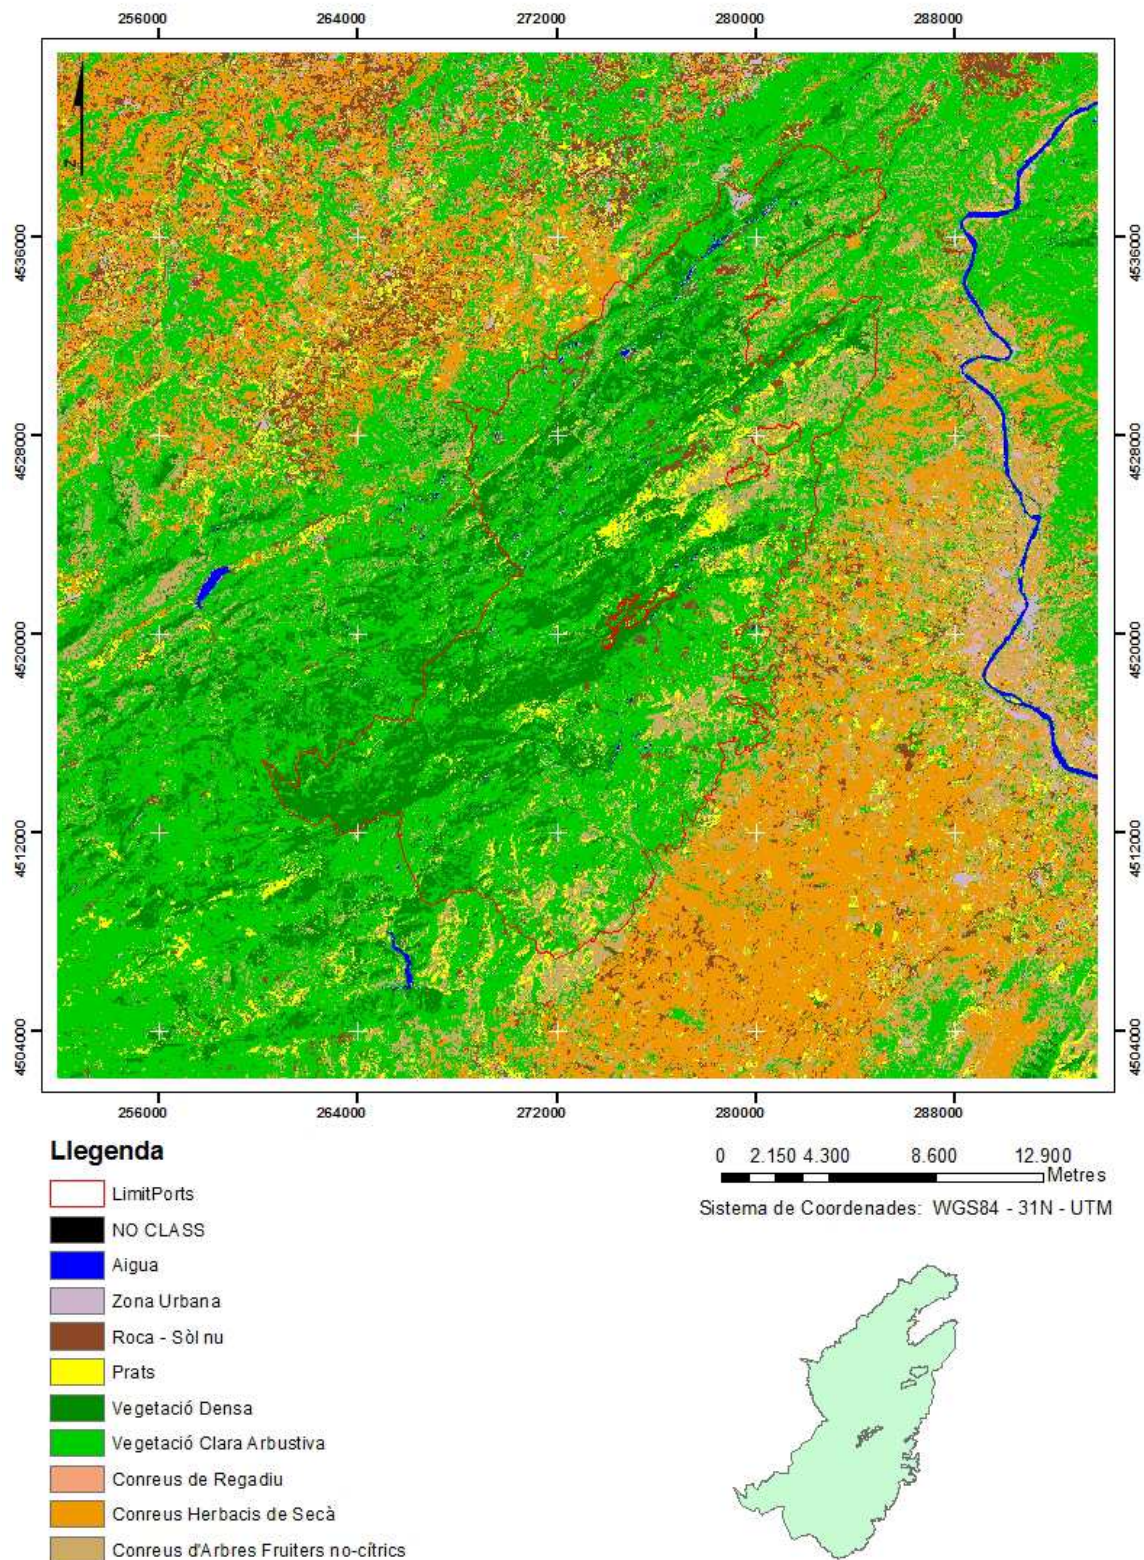 256000 264000 272000 280000 288000
N
4536000 4536000
4528000 4528000
4520000 4520000
4512000 4512000
4504000 4504000
256000 264000 272000 280000 288000
Llegenda
LimitPorts
NO CLASS
Aigua
Zona Urbana
Roca - Sòl nu
Prats
Vegetació Densa
Vegetació Clara Arbustiva
Conreus de Regadiu
Conreus Herbacis de Secà
Conreus d'Arbres Fruiters no-cítrics
0 2.150 4.300 8.600 12.900
Metres
Sistema de Coordenades: WGS84 - 31N - UTM